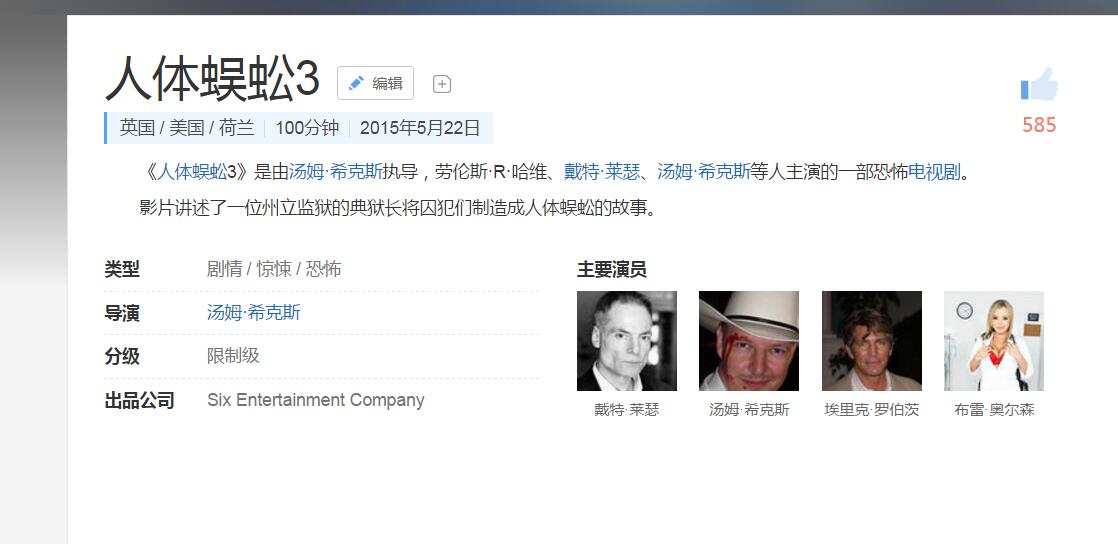 人体蜈蚣3 编辑
585
英国 / 美国 / 荷兰 100分钟 2015年5月22日
《人体蜈蚣3》是由汤姆·希克斯执导，劳伦斯·R·哈维、戴特·莱瑟、汤姆·希克斯等人主演的一部恐怖电视剧。
影片讲述了一位州立监狱的典狱长将囚犯们制造成人体蜈蚣的故事。
类型 剧情 / 惊悚 / 恐怖
导演 汤姆·希克斯
分级 限制级
出品公司 Six Entertainment Company
主要演员
戴特·莱瑟 汤姆·希克斯 埃里克·罗伯茨 布雷·奥尔森